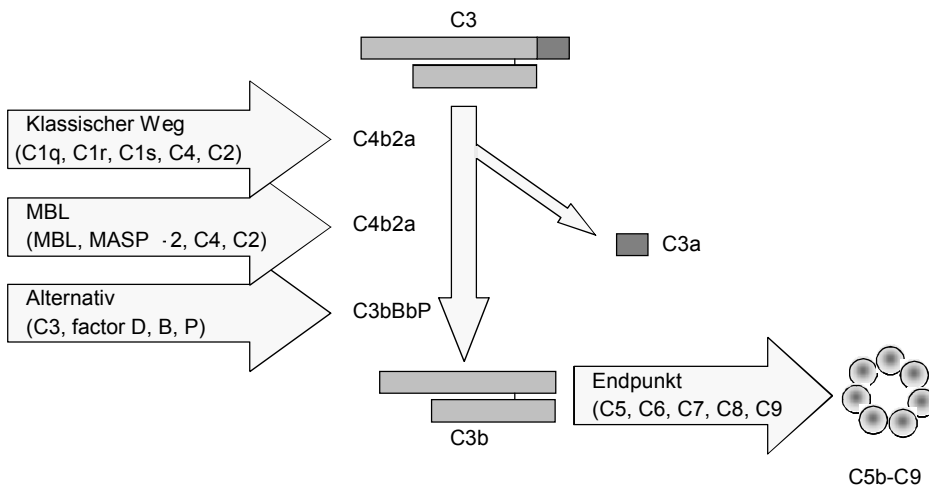 C3
Klassischer Weg
(C1q, C1r, C1s, C4, C2)
C4b2a
MBL
(MBL, MASP -2, C4, C2)
C4b2a
C3a
Alternativ
(C3, factor D, B, P)
C3bBbP
Endpunkt
(C5, C6, C7, C8, C9
C3b
C5b-C9